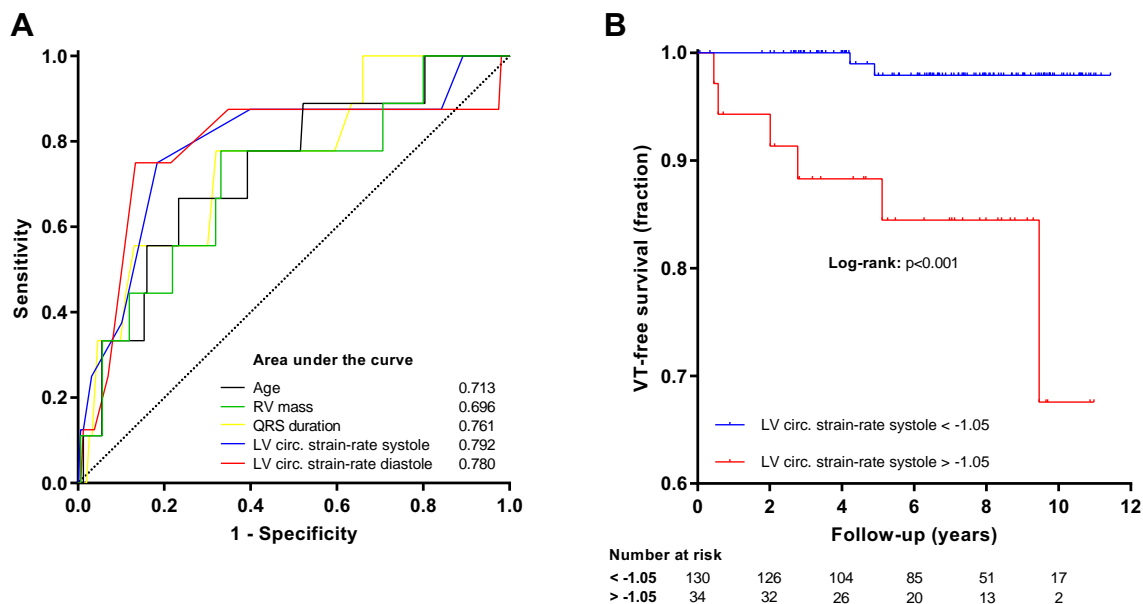 A
1.0
0.8
0.6
0.4
0.2
0.0
Sensitivity
0.0 0.2 0.4 0.6 0.8 1.0
1 - Specificity
Area under the curve
Age 0.713
RV mass 0.696
QRS duration 0.761
LV circ. strain-rate systole 0.792
LV circ. strain-rate diastole 0.780
B
1.0
0.9
0.8
0.7
0.6
VT-free survival (fraction)
Log-rank: p<0.001
LV circ. strain-rate systole < -1.05
LV circ. strain-rate systole > -1.05
0 2 4 6 8 10 12
Follow-up (years)
Number at risk
< -1.05 130 126 104 85 51 17
> -1.05 34 32 26 20 13 2